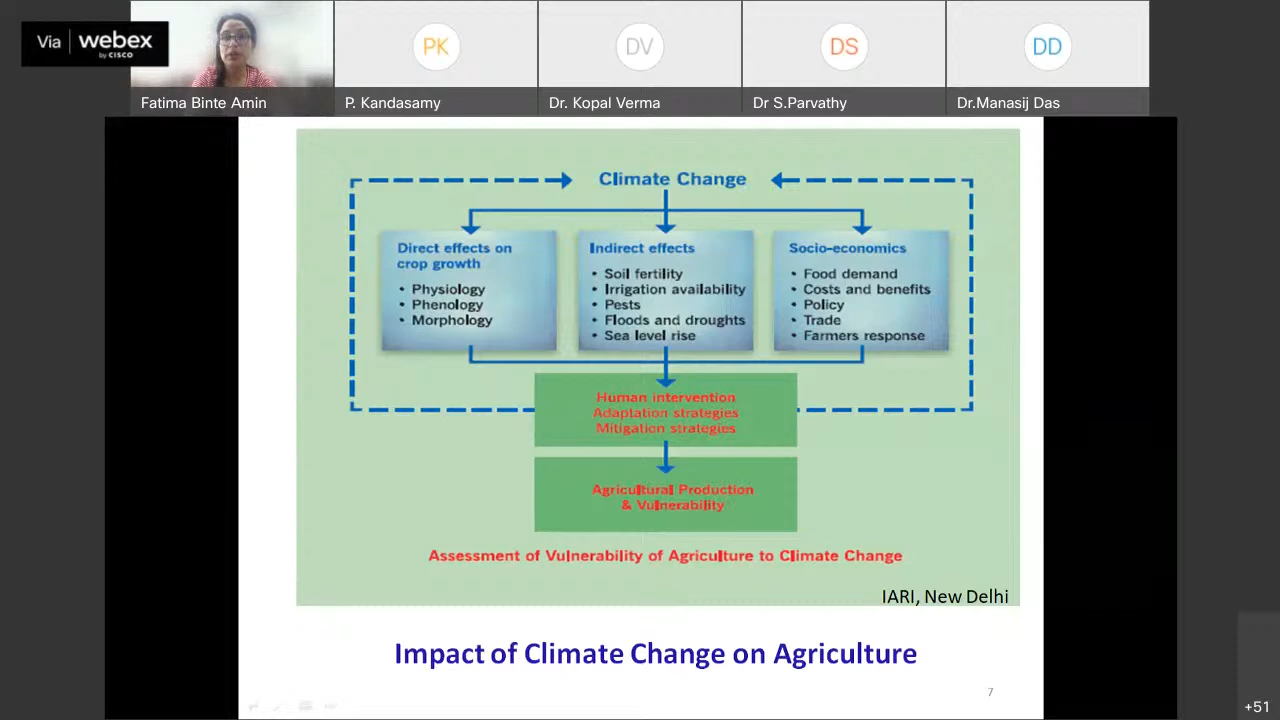 Via webex
by CISCO
PK
DV
DS
DD
Fatima Binte Amin
P. Kandasamy
Dr. Kopal Verma
Dr S.Parvathy
Dr.Manasij Das
Climate Change
Direct effects on
crop growth
• Physiology
• Phenology
• Morphology
Indirect effects
• Soil fertility
• Irrigation availability
• Pests
• Floods and droughts
• Sea level rise
Socio-economics
• Food demand
• Costs and benefits
• Policy
• Trade
• Farmers response
Human intervention
Adaptation strategies
Mitigation strategies
Agricultural Production
& Vulnerability
Assessment of Vulnerability of Agriculture to Climate Change
IARI, New Delhi
Impact of Climate Change on Agriculture
7
+51